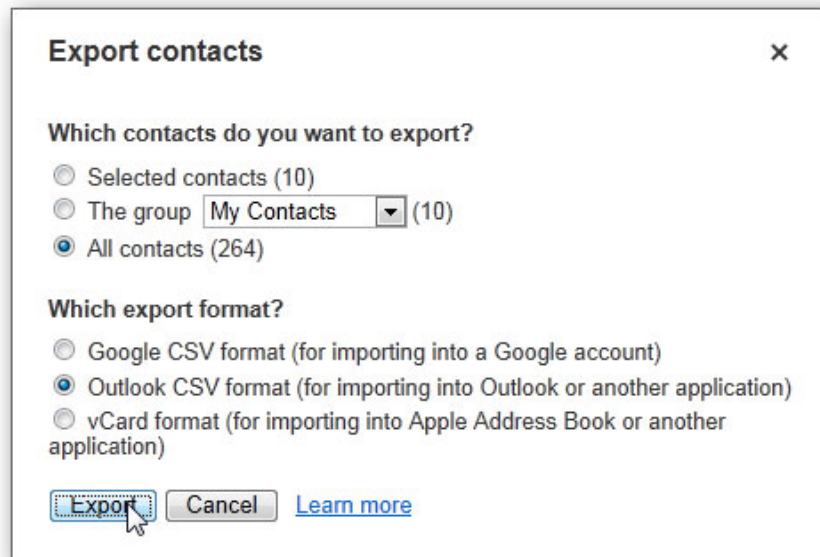 Export contacts ×
Which contacts do you want to export?
Selected contacts (10)
The group My Contacts (10)
All contacts (264)
Which export format?
Google CSV format (for importing into a Google account)
Outlook CSV format (for importing into Outlook or another application)
vCard format (for importing into Apple Address Book or another
application)
Export Cancel Learn more